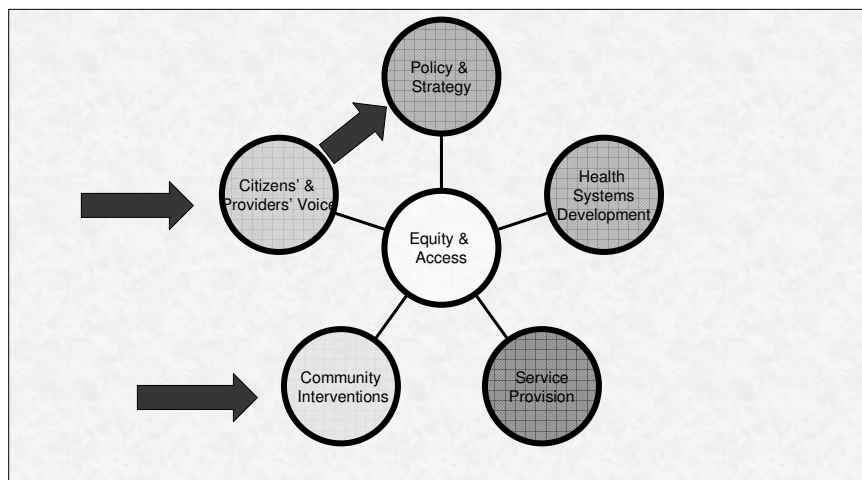 Policy &
Strategy
Citizens' &
Providers' Voice
Health
Systems
Development
Equity &
Access
Community
Interventions
Service
Provision